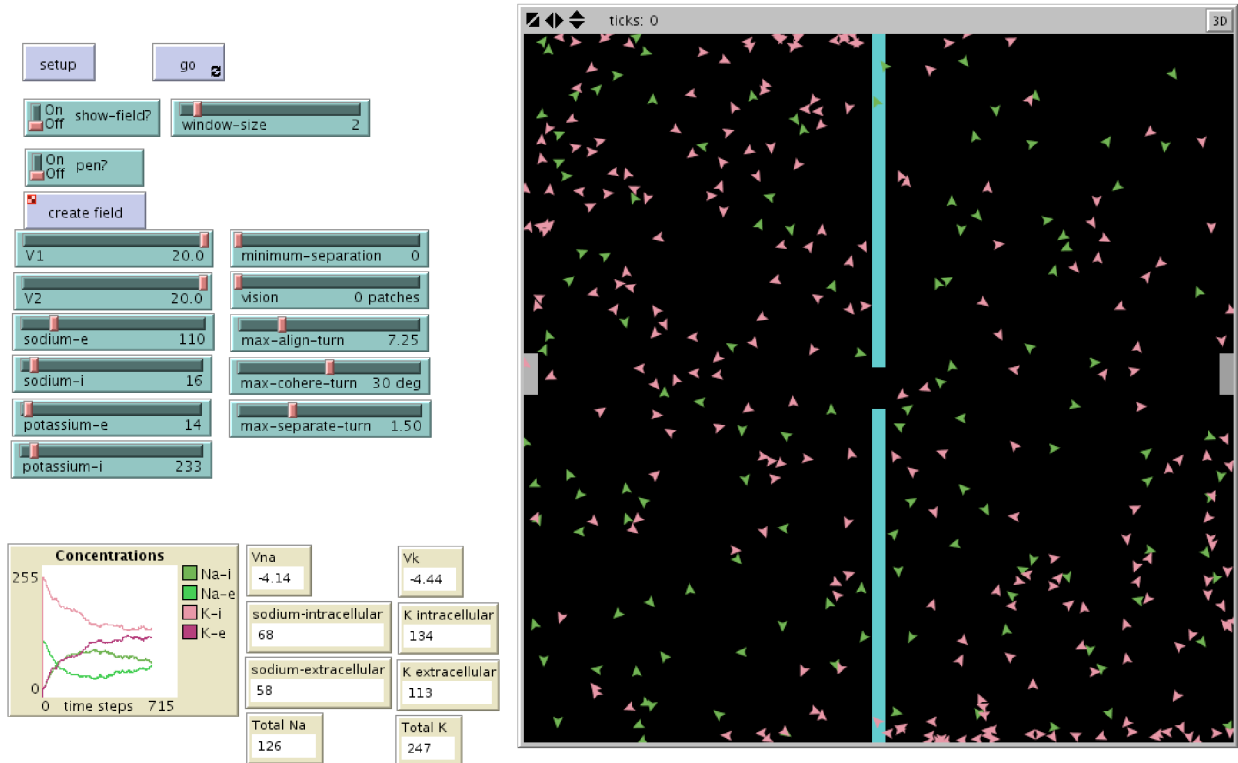 ticks: 0
3D
setup
go
On
Off
show-field?
window-size 2
On
Off
pen?
create field
V1 20.0
minimum-separation 0
V2 20.0
vision 0 patches
sodium-e 110
max-align-turn 7.25
sodium-i 16
max-cohere-turn 30 deg
potassium-e 14
max-separate-turn 1.50
potassium-i 233
Concentrations
255
0
0 time steps 715
Na-i
Na-e
K-i
K-e
Vna
-4.14
Vk
-4.44
sodium-intracellular
68
K intracellular
134
sodium-extracellular
58
K extracellular
113
Total Na
126
Total K
247